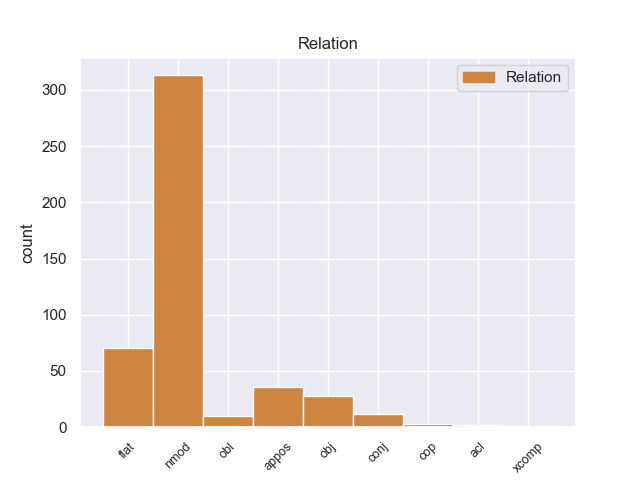 Relation
Relation
count
300
250
200
150
100
50
0
flat
nmod
obl
appos
obj
conj
cop
acl
xcomp